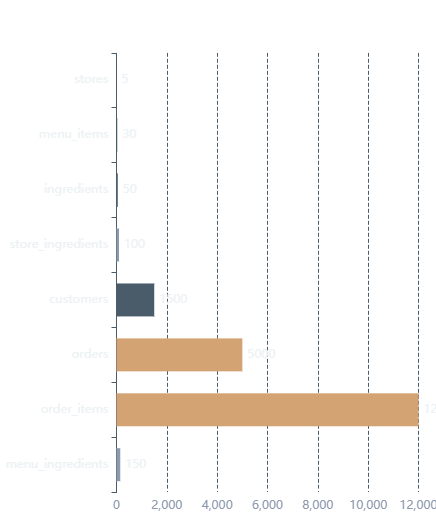 stores 5
menu_items 30
ingredients 50
store_ingredients 100
customers 1500
orders 5000
order_items 12
menu_ingredients 150
0 2,000 4,000 6,000 8,000 10,000 12,000